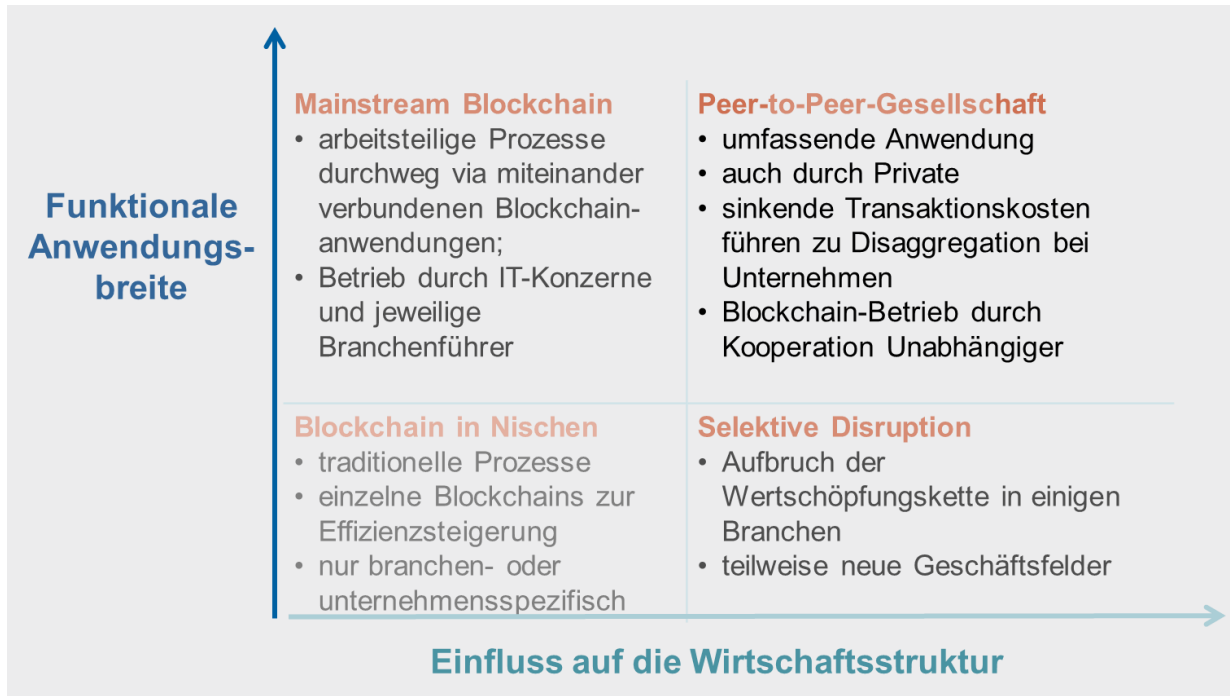 Funktionale
Anwendungs-
breite
Mainstream Blockchain
• arbeitsteilige Prozesse
durchweg via miteinander
verbundenen Blockchain-
anwendungen;
• Betrieb durch IT-Konzerne
und jeweilige
Branchenführer
Peer-to-Peer-Gesellschaft
• umfassende Anwendung
• auch durch Private
• sinkende Transaktionskosten
führen zu Disaggregation bei
Unternehmen
• Blockchain-Betrieb durch
Kooperation Unabhängiger
Blockchain in Nischen
• traditionelle Prozesse
• einzelne Blockchains zur
Effizienzsteigerung
• nur branchen- oder
unternehmensspezifisch
Selektive Disruption
• Aufbruch der
Wertschöpfungskette in einigen
Branchen
• teilweise neue Geschäftsfelder
Einfluss auf die Wirtschaftsstruktur